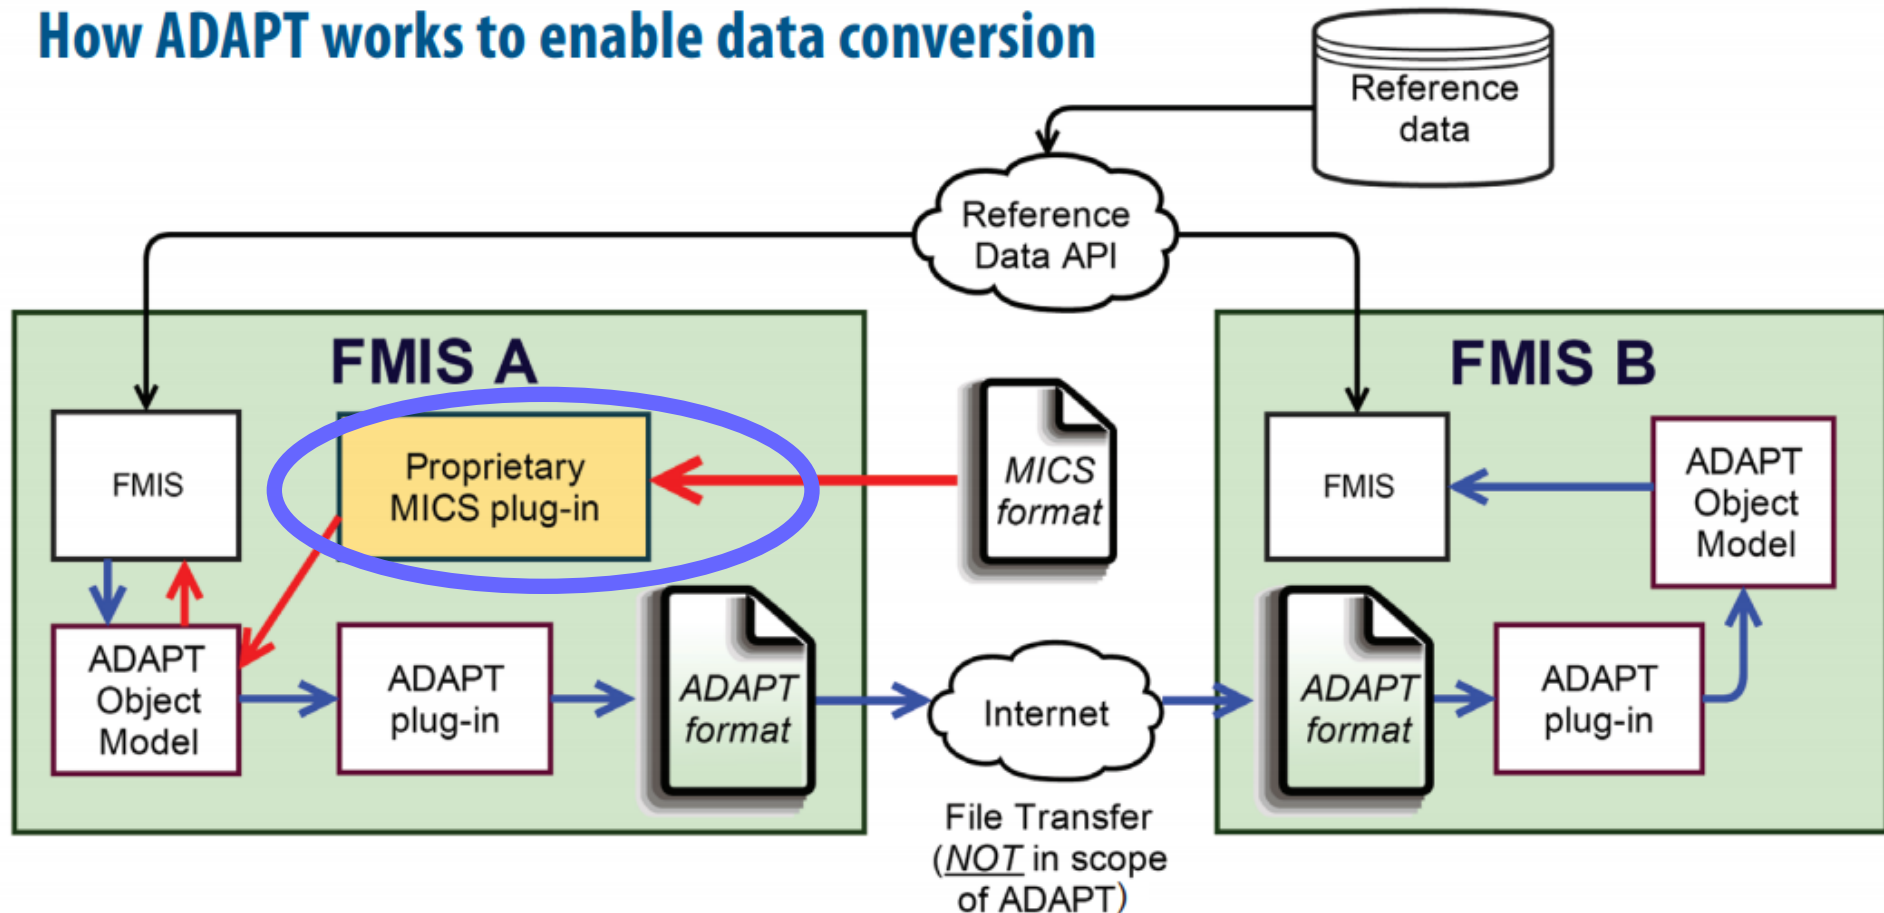 How ADAPT works to enable data conversion
Reference
data
Reference
Data API
FMIS A
FMIS
Proprietary
MICS plug-in
MICS
format
ADAPT
Object
Model
ADAPT
plug-in
ADAPT
format
Internet
File Transfer
(NOT in scope
of ADAPT)
FMIS B
FMIS
ADAPT
Object
Model
ADAPT
format
ADAPT
plug-in